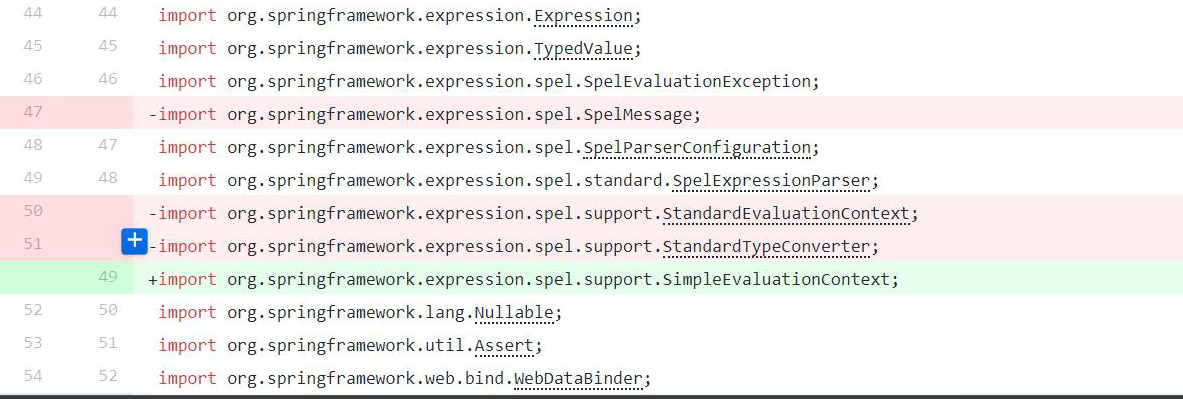 44 44 import org.springframework.expression.Expression;
45 45 import org.springframework.expression.TypedValue;
46 46 import org.springframework.expression.spel.SpelEvaluationException;
47 -import org.springframework.expression.spel.SpelMessage;
48 47 import org.springframework.expression.spel.SpelParserConfiguration;
49 48 import org.springframework.expression.spel.standard.SpelExpressionParser;
50 -import org.springframework.expression.spel.support.StandardEvaluationContext;
51 + -import org.springframework.expression.spel.support.StandardTypeConverter;
49 +import org.springframework.expression.spel.support.SimpleEvaluationContext;
52 50 import org.springframework.lang.Nullable;
53 51 import org.springframework.util.Assert;
54 52 import org.springframework.web.bind.WebDataBinder;